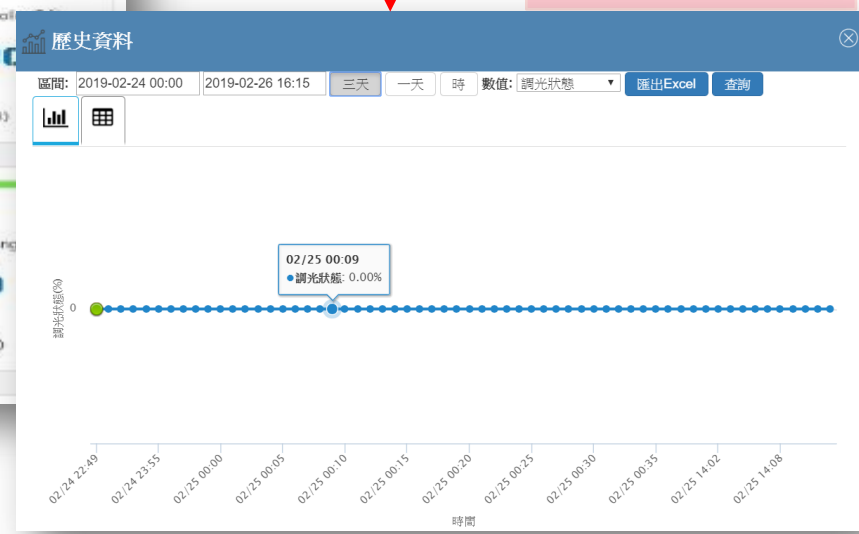 歷史資料
區間: 2019-02-24 00:00 2019-02-26 16:15 三天 一天 時 數值: 調光狀態 匯出Excel 查詢
02/25 00:09
調光狀態: 0.00%
調光狀態(%)
0
02/24 22:49 02/24 23:55 02/25 00:00 02/25 00:05 02/25 00:10 02/25 00:15 02/25 00:20 02/25 00:25 02/25 00:30 02/25 00:35 02/25 14:02 02/25 14:08
時間